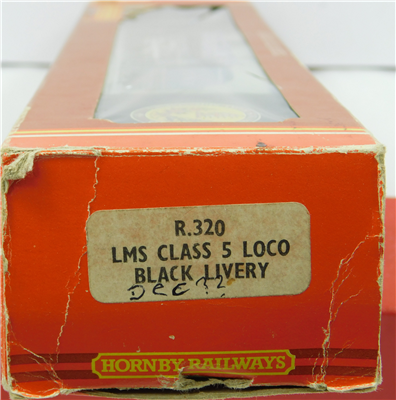 R.320
LMS CLASS 5 LOCO
BLACK LIVERY
HORNBY RAILWAYS